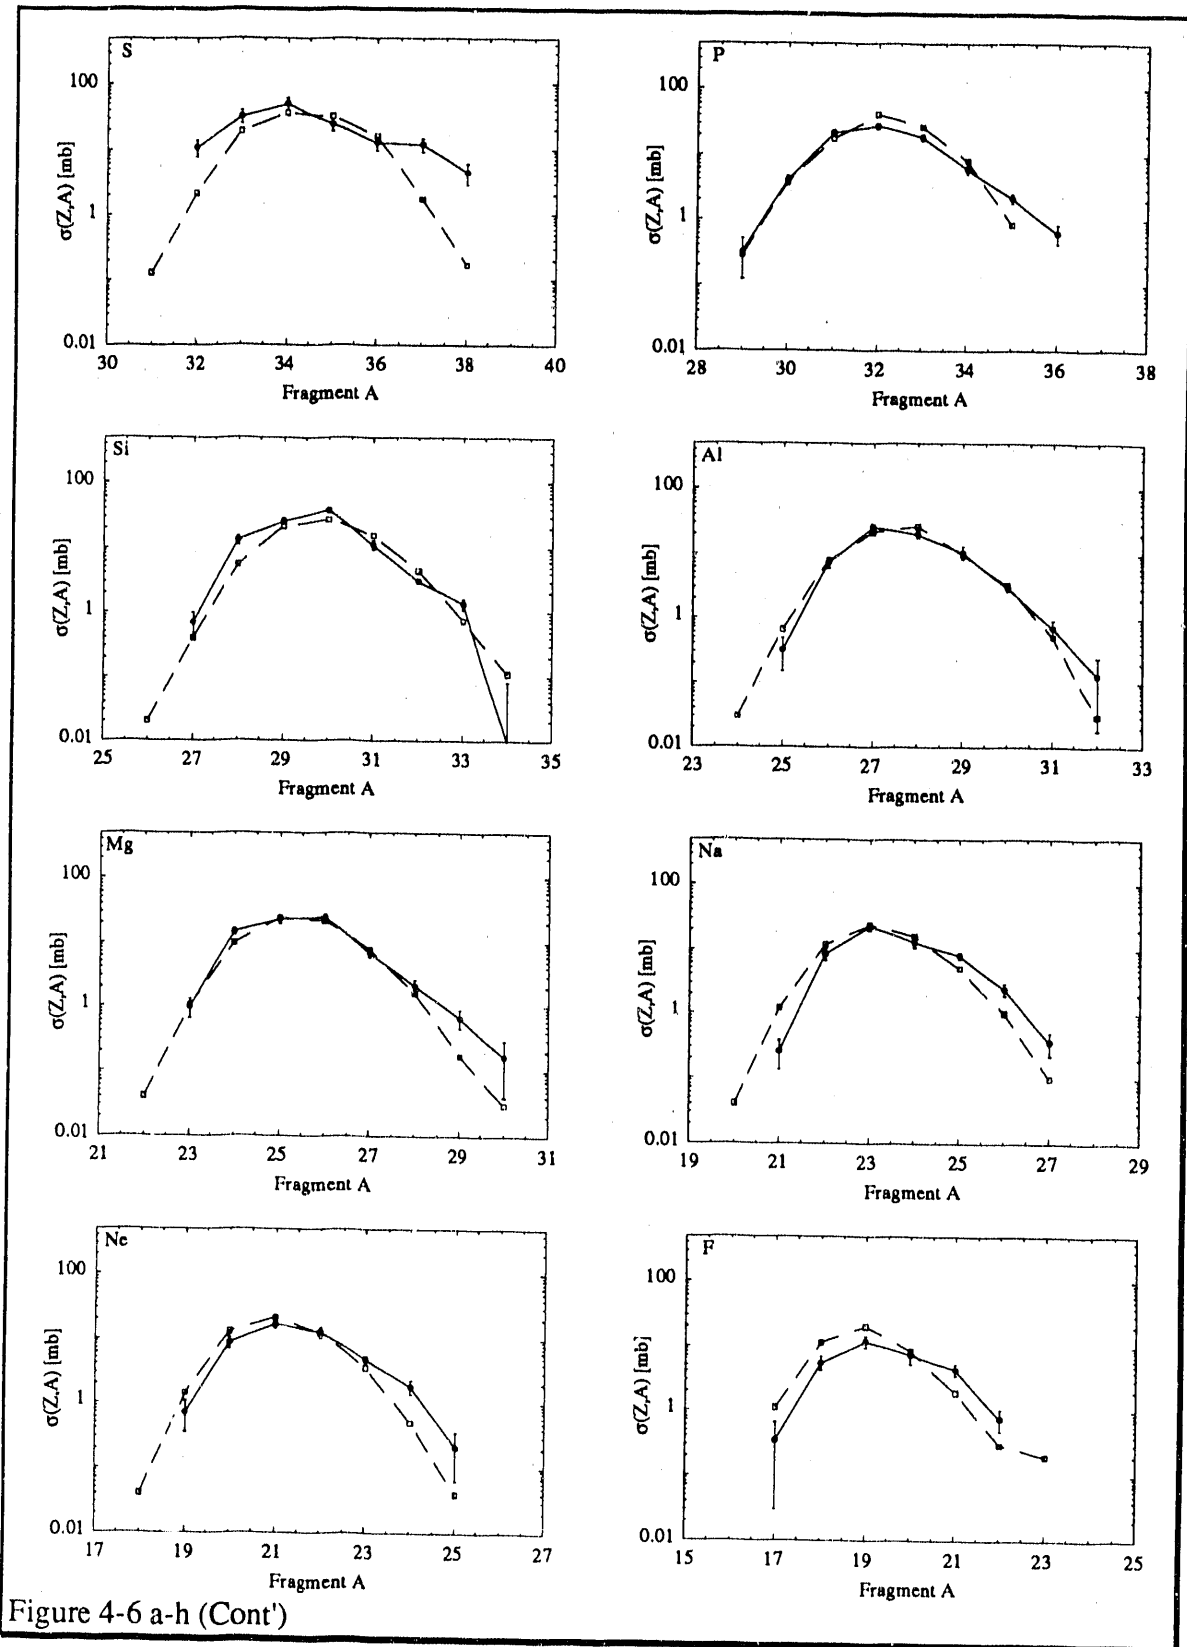 S
σ(Z,A) [mb]
100
1
0.01
30 32 34 36 38 40
Fragment A
P
σ(Z,A) [mb]
100
1
0.01
28 30 32 34 36 38
Fragment A
Si
σ(Z,A) [mb]
100
1
0.01
25 27 29 31 33 35
Fragment A
Al
σ(Z,A) [mb]
100
1
0.01
23 25 27 29 31 33
Fragment A
Mg
σ(Z,A) [mb]
100
1
0.01
21 23 25 27 29 31
Fragment A
Na
σ(Z,A) [mb]
100
1
0.01
19 21 23 25 27 29
Fragment A
Ne
σ(Z,A) [mb]
100
1
0.01
17 19 21 23 25 27
Fragment A
F
σ(Z,A) [mb]
100
1
0.01
15 17 19 21 23 25
Fragment A
Figure 4-6 a-h (Cont')